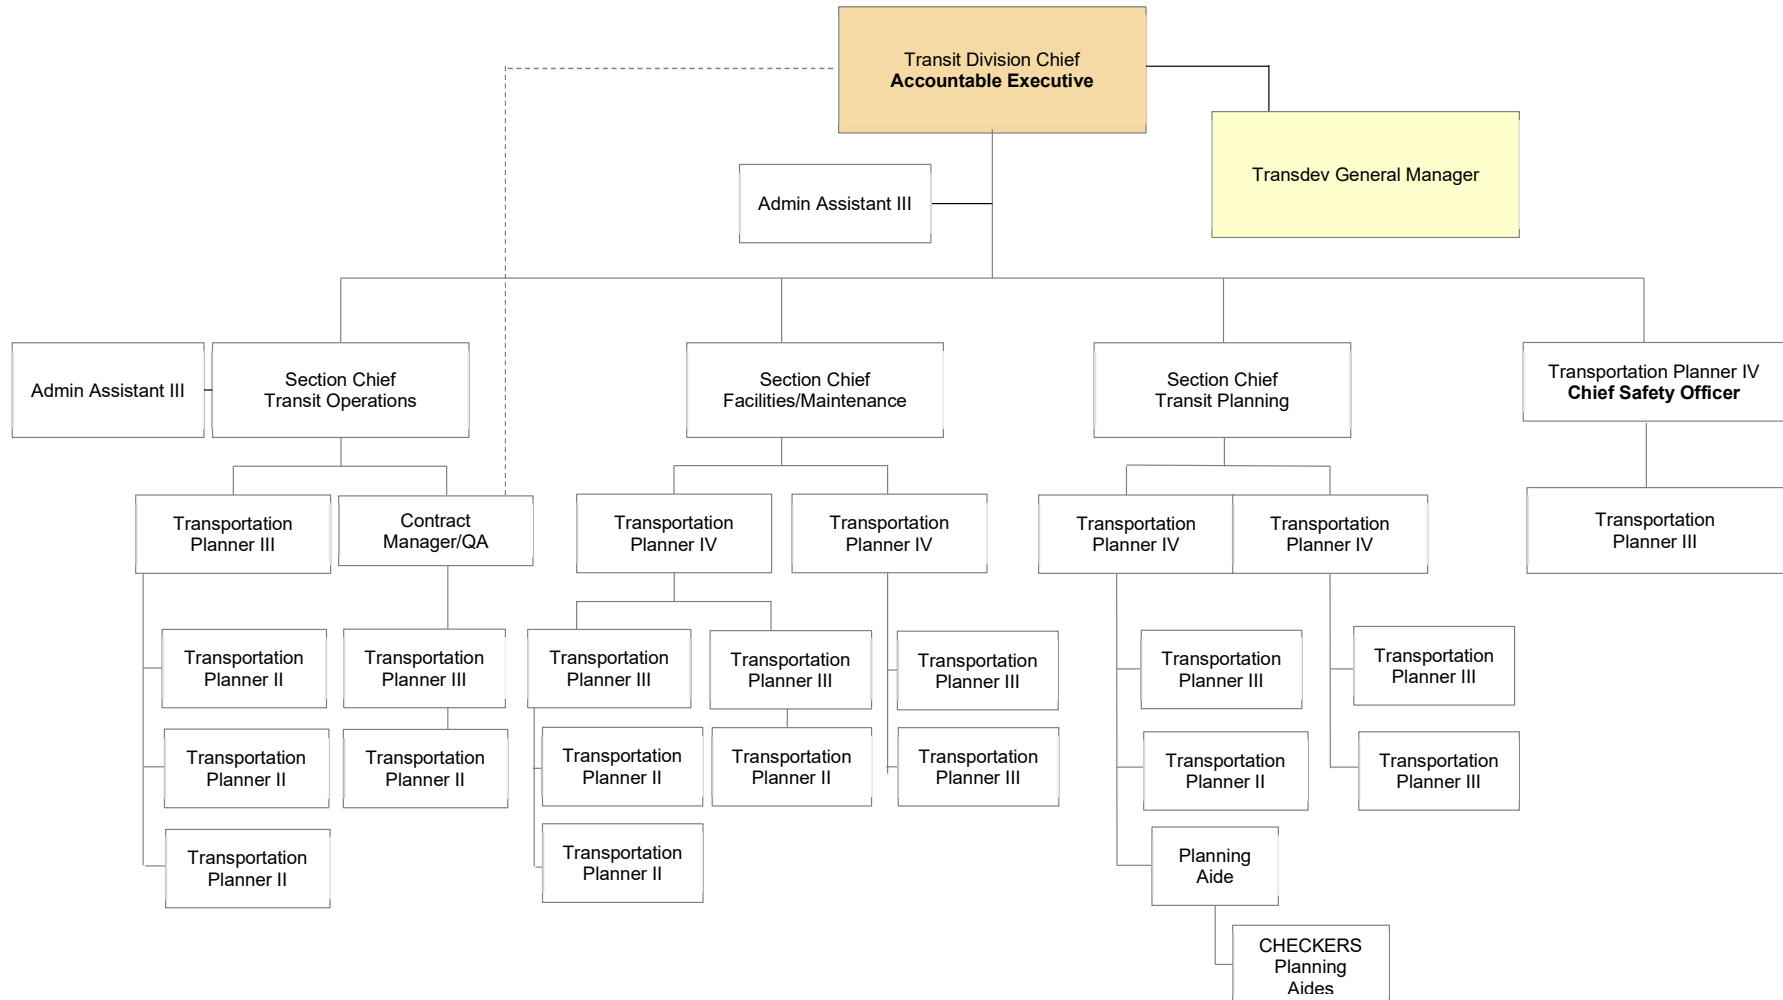 Transit Division Chief
Accountable Executive
Transdev General Manager
Admin Assistant III
Admin Assistant III
Section Chief
Transit Operations
Section Chief
Facilities/Maintenance
Section Chief
Transit Planning
Transportation Planner IV
Chief Safety Officer
Transportation
Planner III
Contract
Manager/QA
Transportation
Planner IV
Transportation
Planner IV
Transportation
Planner IV
Transportation
Planner IV
Transportation
Planner III
Transportation
Planner II
Transportation
Planner III
Transportation
Planner III
Transportation
Planner III
Transportation
Planner III
Transportation
Planner III
Transportation
Planner III
Transportation
Planner II
Transportation
Planner II
Transportation
Planner II
Transportation
Planner II
Transportation
Planner III
Transportation
Planner II
Transportation
Planner III
Transportation
Planner II
Transportation
Planner II
Planning
Aide
CHECKERS
Planning
Aides